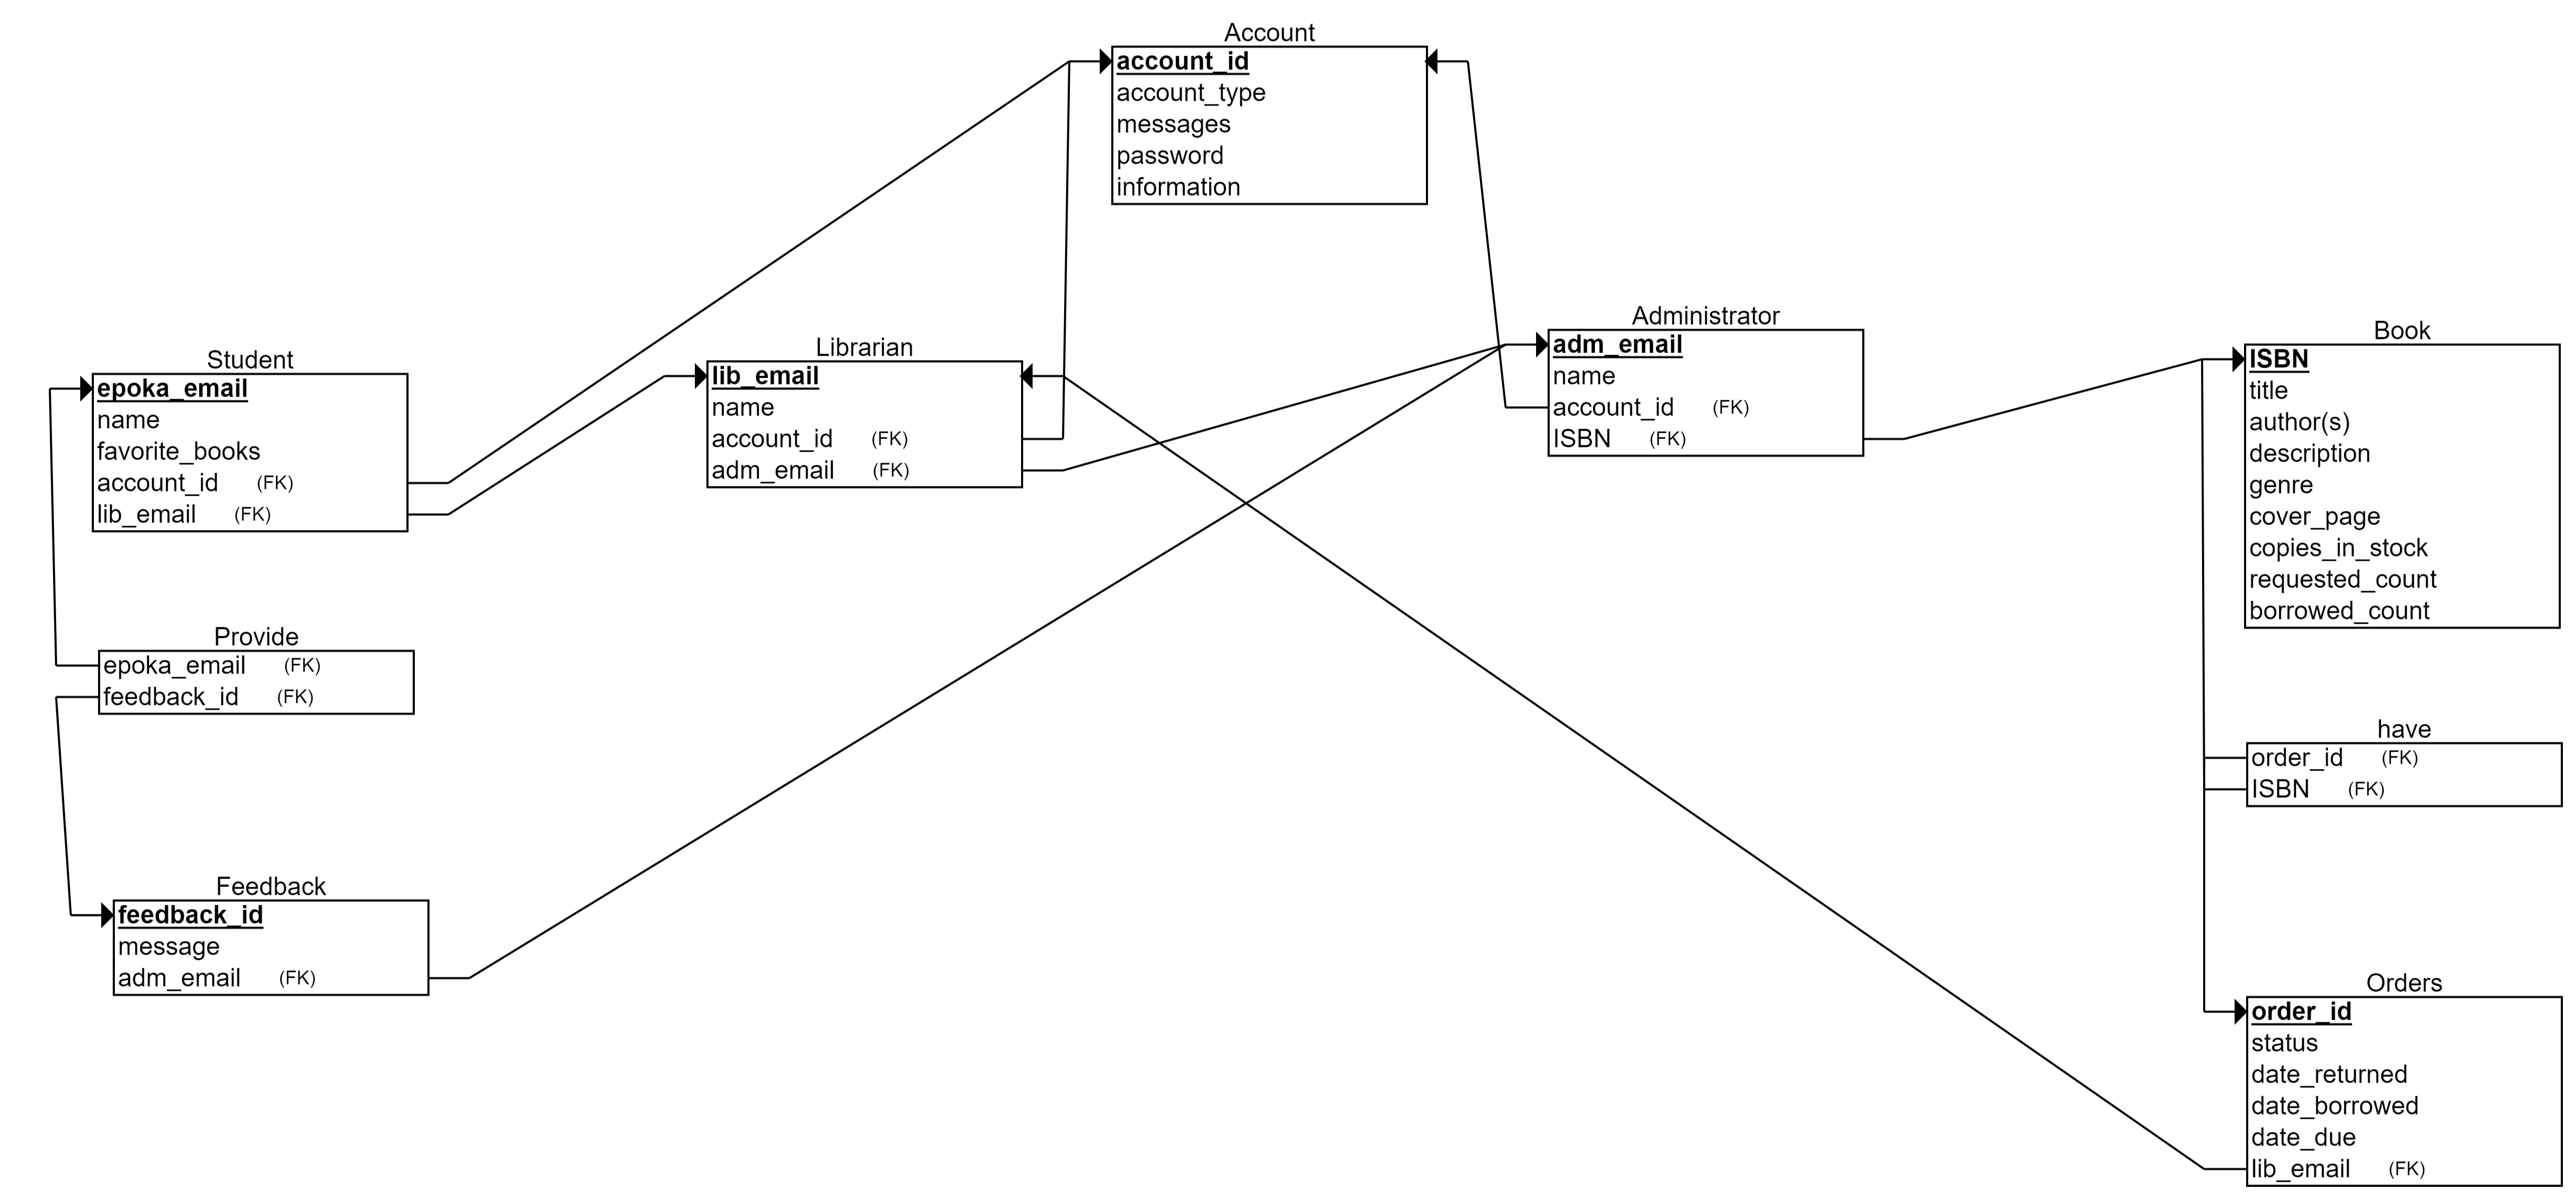 Account
account_id
account_type
messages
password
information
Student
epoka_email
name
favorite_books
account_id (FK)
lib_email (FK)
Librarian
lib_email
name
account_id (FK)
adm_email (FK)
Administrator
adm_email
name
account_id (FK)
ISBN (FK)
Book
ISBN
title
author(s)
description
genre
cover_page
copies_in_stock
requested_count
borrowed_count
Provide
epoka_email (FK)
feedback_id (FK)
have
order_id (FK)
ISBN (FK)
Feedback
feedback_id
message
adm_email (FK)
Orders
order_id
status
date_returned
date_borrowed
date_due
lib_email (FK)